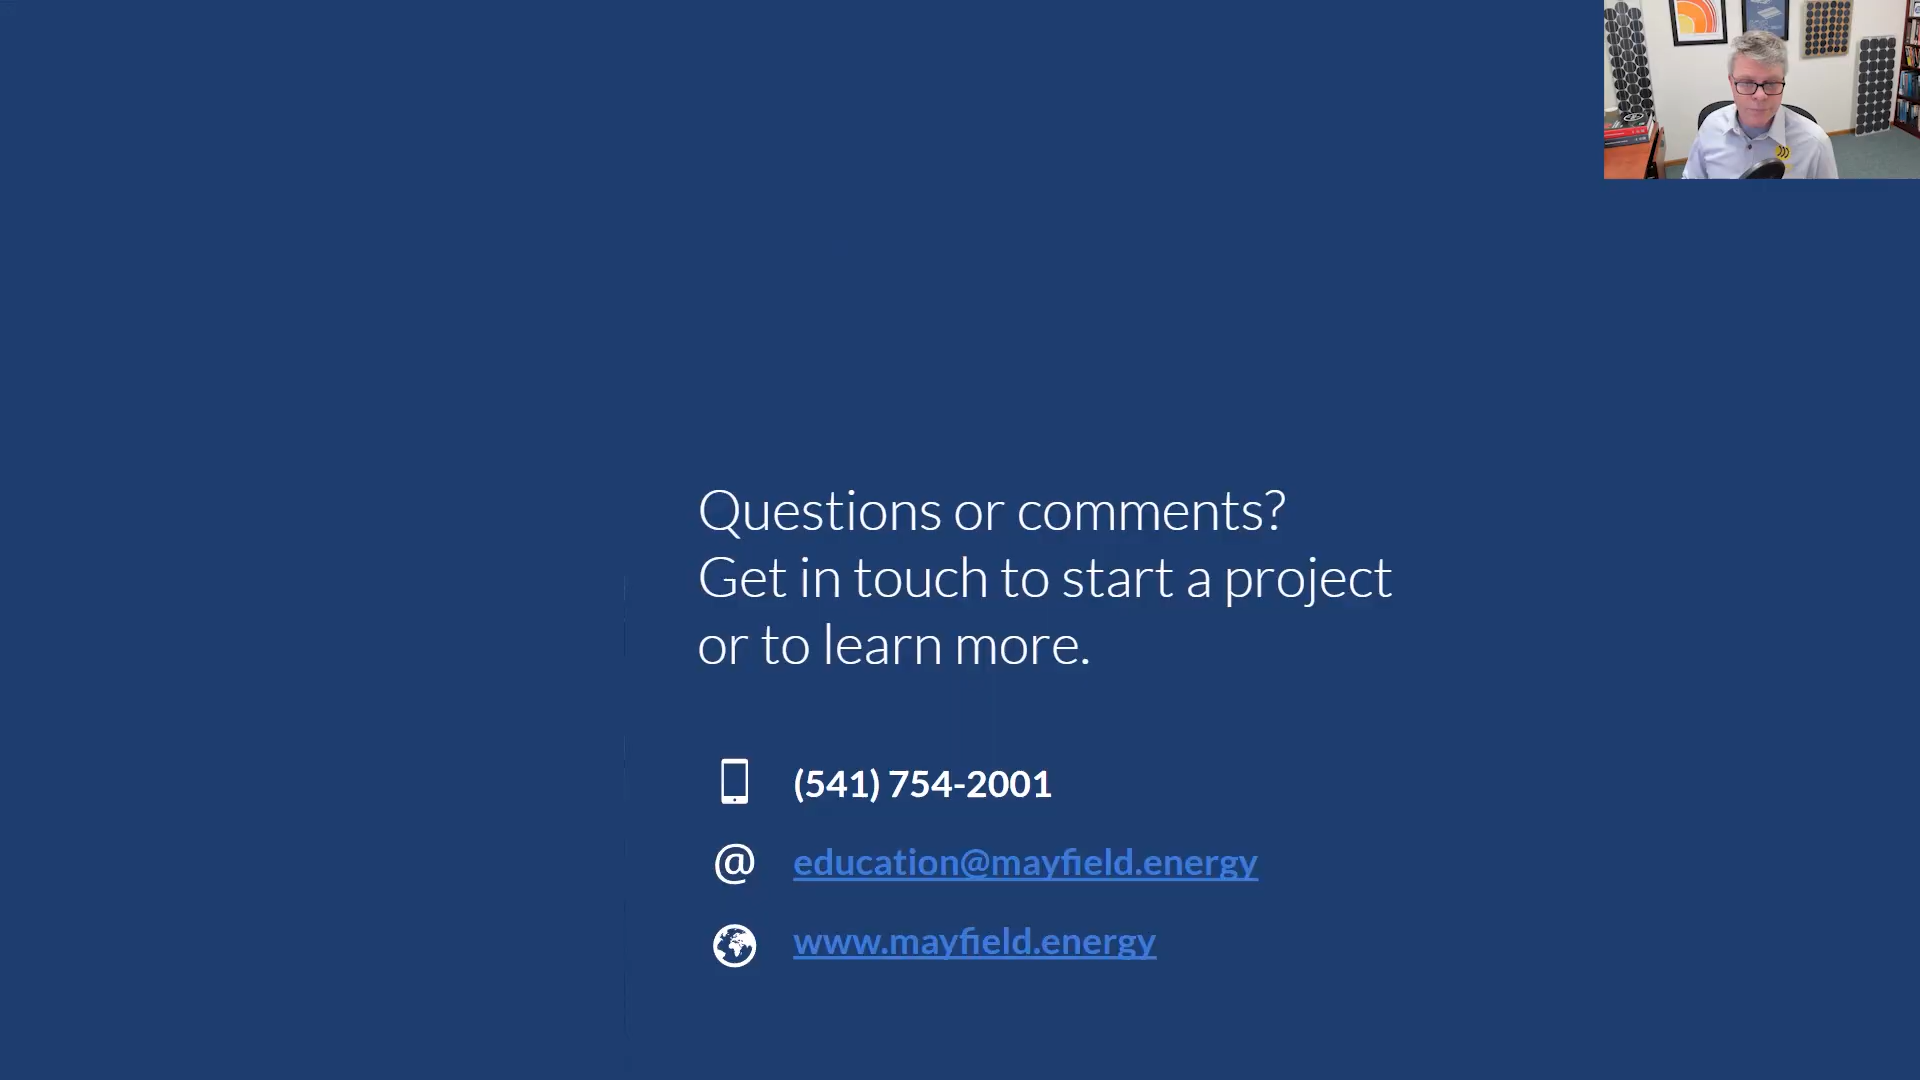 Questions or comments?
Get in touch to start a project
or to learn more.
(541) 754-2001
@ education@mayfield.energy
www.mayfield.energy